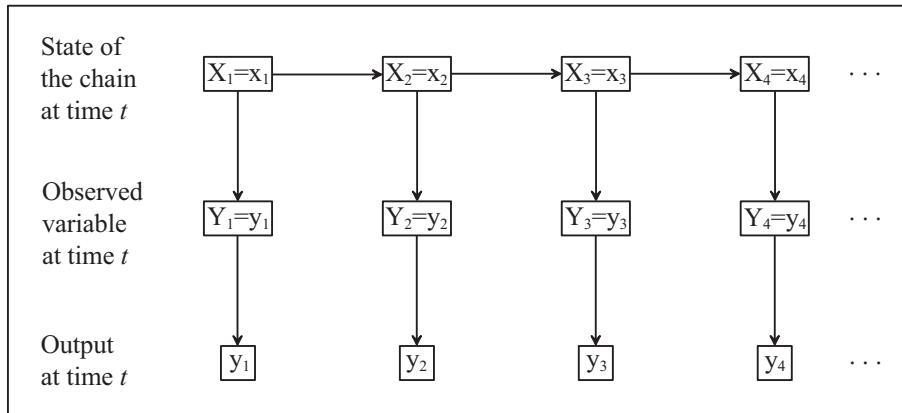 State of
the chain
at time t
X₁=x₁
X₂=x₂
X₃=x₃
X₄=x₄
· · ·
Observed
variable
at time t
Y₁=y₁
Y₂=y₂
Y₃=y₃
Y₄=y₄
· · ·
Output
at time t
y₁
y₂
y₃
y₄
· · ·